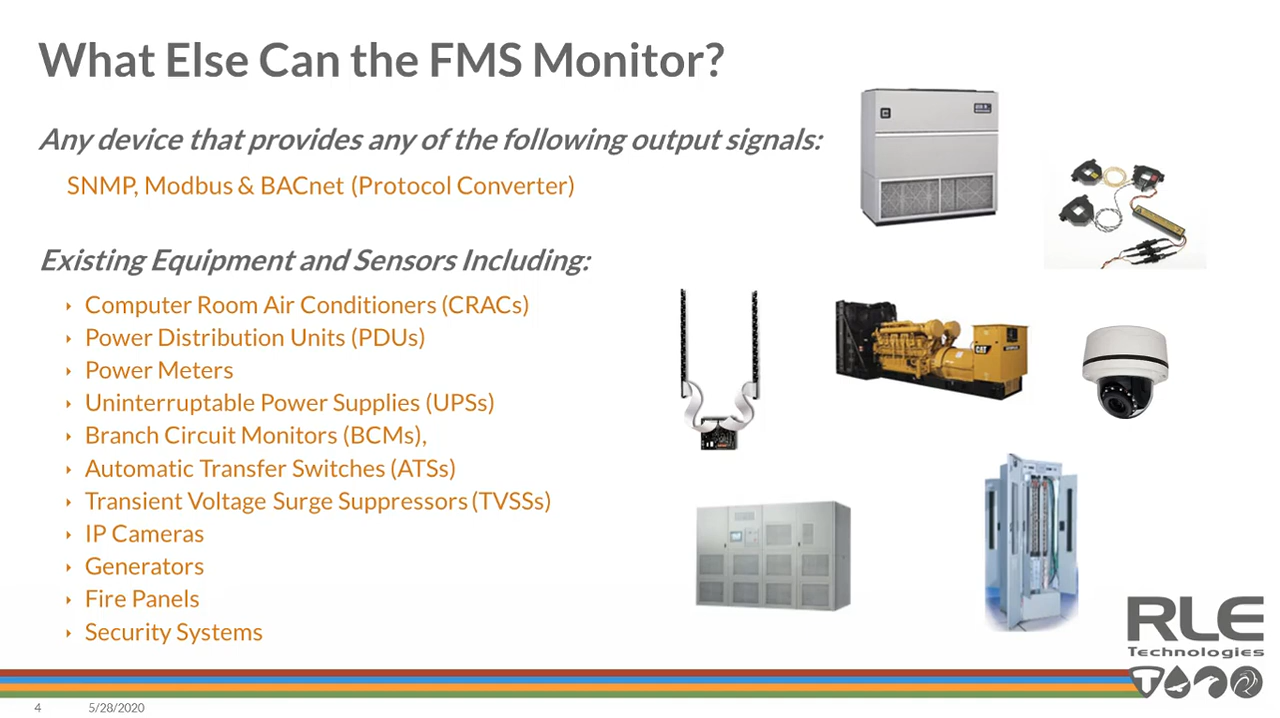 What Else Can the FMS Monitor?
Any device that provides any of the following output signals:
SNMP, Modbus & BACnet (Protocol Converter)
Existing Equipment and Sensors Including:
Computer Room Air Conditioners (CRACs)
Power Distribution Units (PDUs)
Power Meters
Uninterruptable Power Supplies (UPSs)
Branch Circuit Monitors (BCMs),
Automatic Transfer Switches (ATSs)
Transient Voltage Surge Suppressors (TVSSs)
IP Cameras
Generators
Fire Panels
Security Systems
CAT
RLE
Technologies
4 5/28/2020